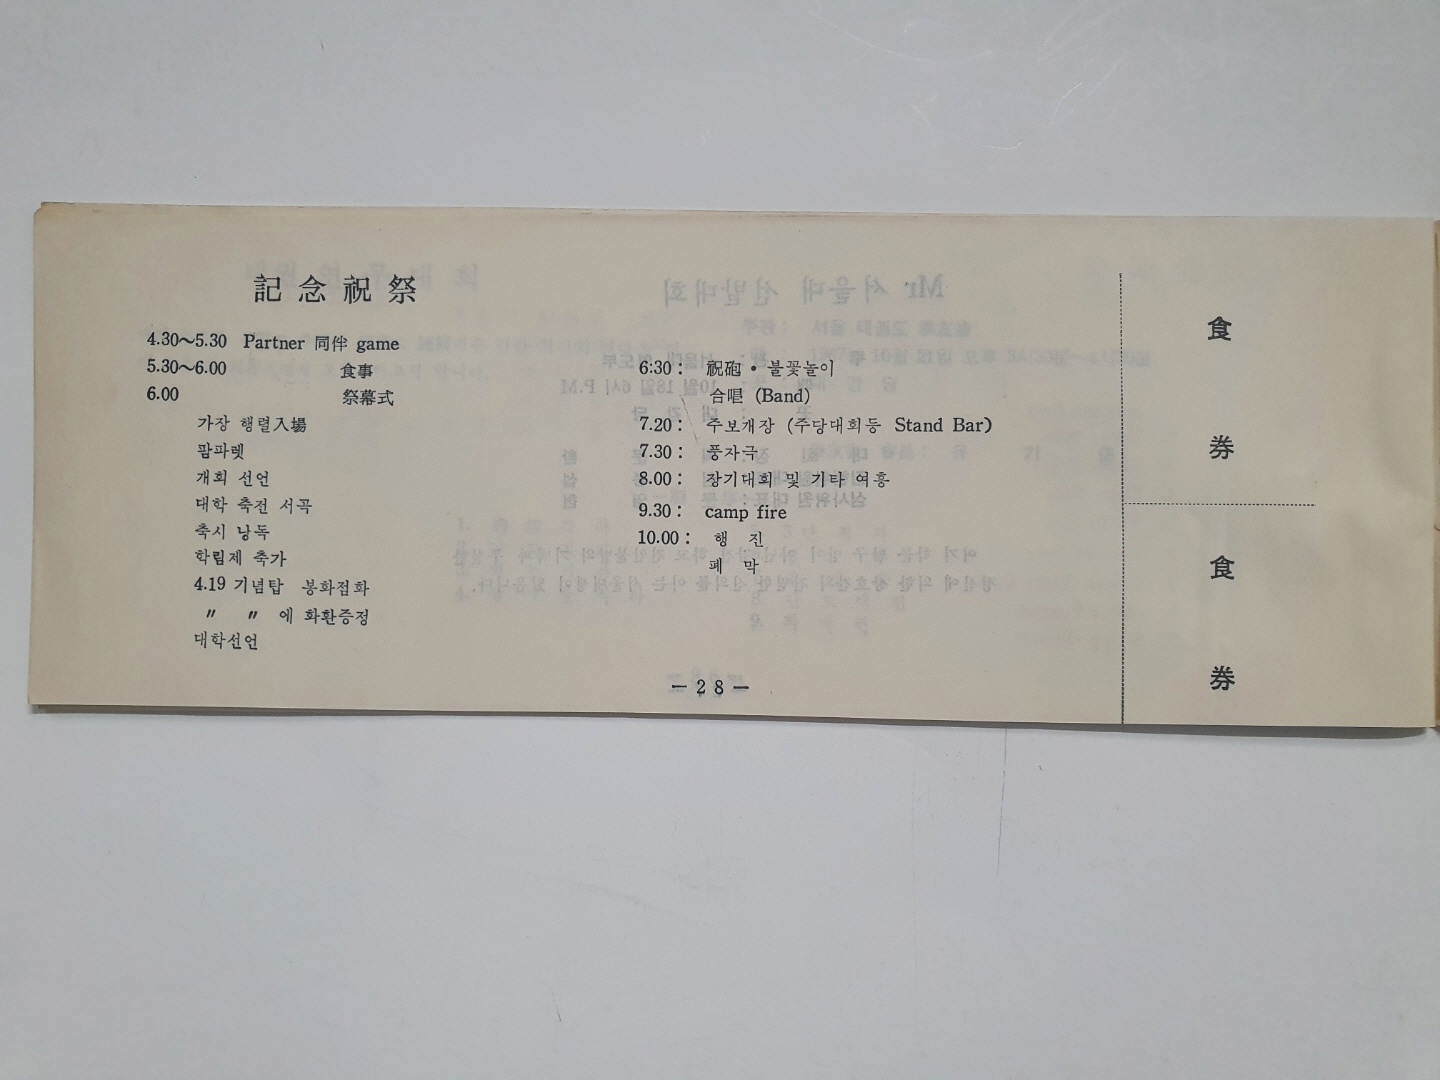 記念祝祭
4.30~5.30 Partner 同伴 game
5.30~6.00 食事
6.00 祭幕式
가장 행렬入場
팜파렛
개회 선언
대학 축전 서곡
축시 낭독
학림제 축가
4.19 기념탑 봉화점화
〃 〃 에 화환증정
대학선언
6:30: 祝砲・불꽃놀이
合唱 (Band)
7.20: 주보개장 (주당대회등 Stand Bar)
7.30: 풍자극
8.00: 장기대회 및 기타 여흥
9.30: camp fire
10.00: 행 진
폐 막
—28—
食
券
食
券